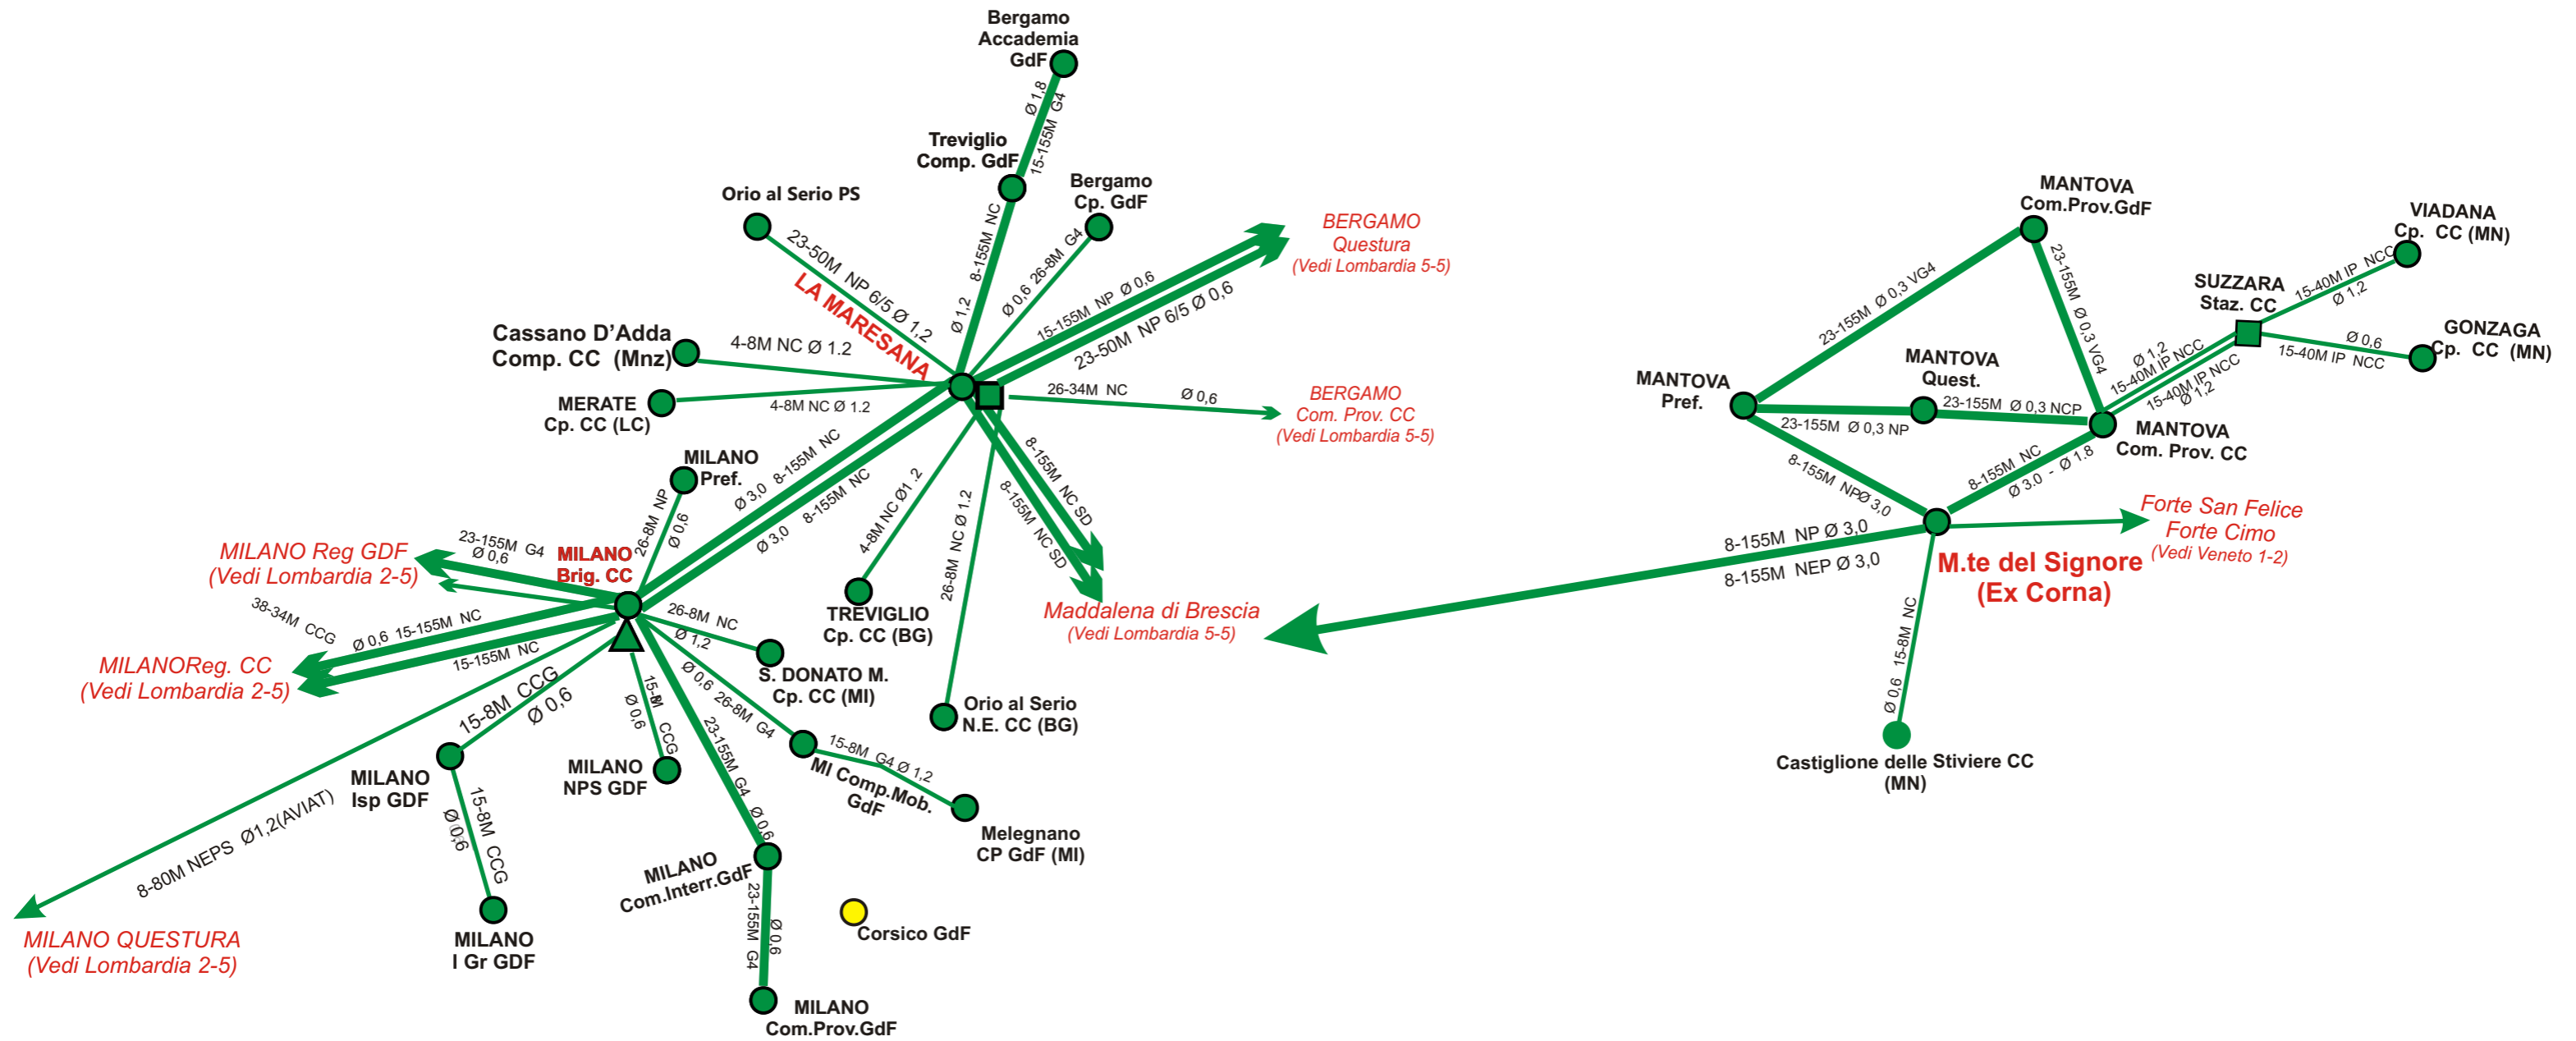 Bergamo
Accademia
GdF
Ø 1,8
15-155M G4
Treviglio
Comp. GdF
Bergamo
Cp. GdF
Orio al Serio PS
23-50M NP 6/5 Ø 1,2
LA MARESANA
Ø 1,2 8-155M NC
Ø 0,6 26-8M G4
15-155M NP Ø 0,6
23-50M NP 6/5 Ø 0,6
BERGAMO
Questura
(Vedi Lombardia 5-5)
Cassano D'Adda
Comp. CC (Mnz)
4-8M NC Ø 1.2
MERATE
Cp. CC (LC)
4-8M NC Ø 1.2
26-34M NC
Ø 0,6
BERGAMO
Com. Prov. CC
(Vedi Lombardia 5-5)
MILANO
Pref.
26-8M NP
Ø 0,6
Ø 3,0 8-155M NC
Ø 3,0 8-155M NC
4-8M NC Ø1 .2
26-8M NC Ø 1.2
8-155M NC SD
8-155M NC SD
TREVIGLIO
Cp. CC (BG)
Orio al Serio
N.E. CC (BG)
Maddalena di Brescia
(Vedi Lombardia 5-5)
MILANO Reg GDF
(Vedi Lombardia 2-5)
23-155M G4
Ø 0,6
MILANO
Brig. CC
38-34M CCG
Ø 0,6 15-155M NC
15-155M NC
MILANOReg. CC
(Vedi Lombardia 2-5)
26-8M NC
Ø 1,2
S. DONATO M.
Cp. CC (MI)
15-8M CCG
Ø 0,6
MILANO
Isp GDF
15-8M CCG
Ø 0,6
MILANO
I Gr GDF
8-80M NEPS Ø1,2(AVIAT)
MILANO QUESTURA
(Vedi Lombardia 2-5)
15-8M CCG
Ø 0,6
MILANO
NPS GDF
Ø 0,6 26-8M G4
MI Comp.Mob.
GdF
15-8M G4 Ø 1,2
Melegnano
CP GdF (MI)
23-155M G4 Ø 0,6
MILANO
Com.Interr.GdF
23-155M G4
Ø 0,6
MILANO
Com.Prov.GdF
Corsico GdF
MANTOVA
Com.Prov.GdF
23-155M Ø 0,3 VG4
23-155M Ø 0,3 VG4
MANTOVA
Pref.
MANTOVA
Quest.
23-155M Ø 0,3 NP
23-155M Ø 0,3 NCP
MANTOVA
Com. Prov. CC
SUZZARA
Staz. CC
Ø 1,2
15-40M IP NCC
15-40M IP NCC
Ø 1,2
VIADANA
Cp. CC (MN)
15-40M IP NCC
Ø 1,2
GONZAGA
Cp. CC (MN)
Ø 0,6
15-40M IP NCC
8-155M NPØ 3,0
8-155M NC
Ø 3.0 - Ø 1.8
8-155M NP Ø 3,0
8-155M NEP Ø 3,0
M.te del Signore
(Ex Corna)
Forte San Felice
Forte Cimo
(Vedi Veneto 1-2)
Ø 0,6 15-8M NC
Castiglione delle Stiviere CC
(MN)